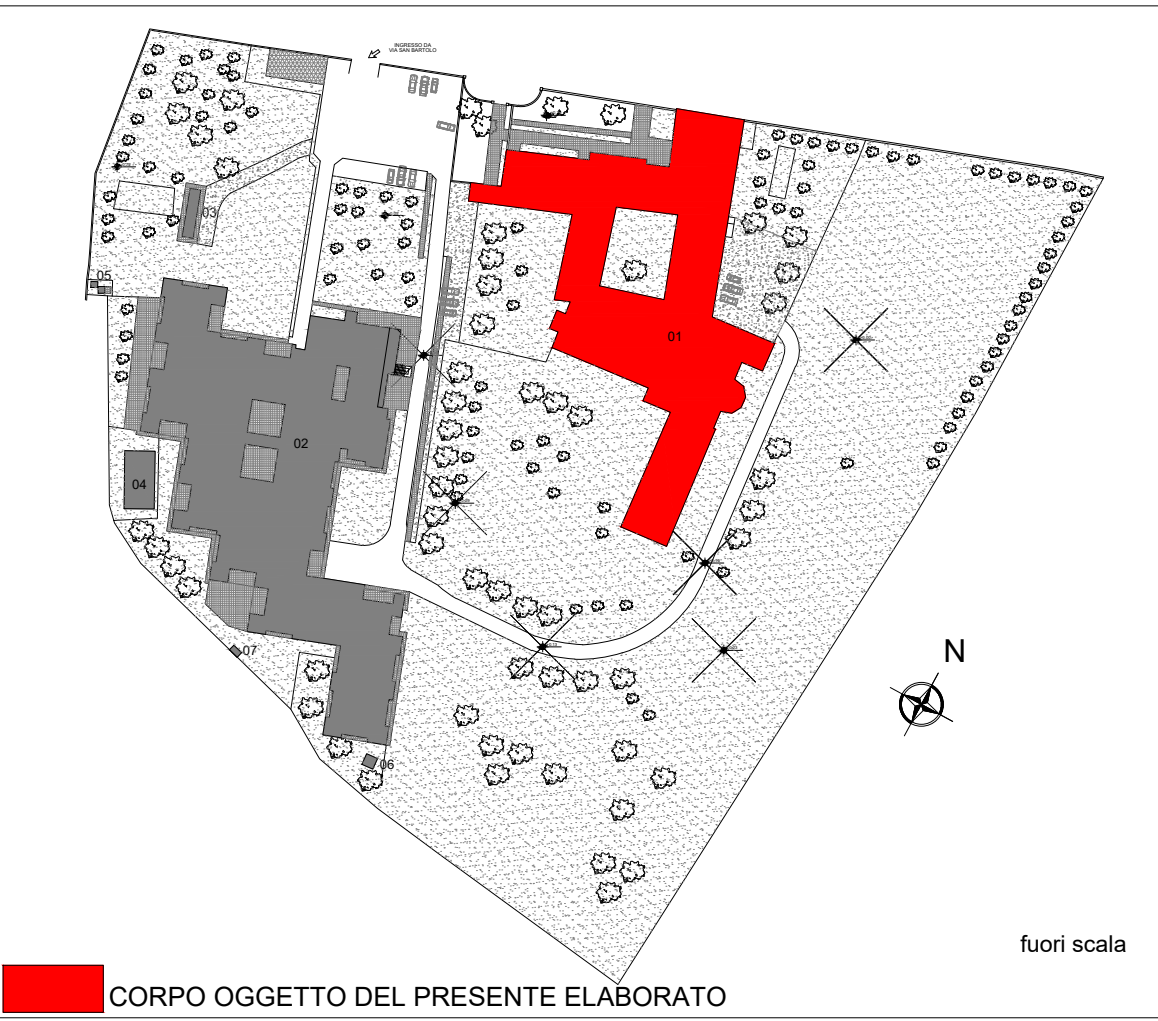 INGRESSO DA
VIA SAN BARTOLO
03
05
01
02
04
07
06
N
fuori scala
CORPO OGGETTO DEL PRESENTE ELABORATO